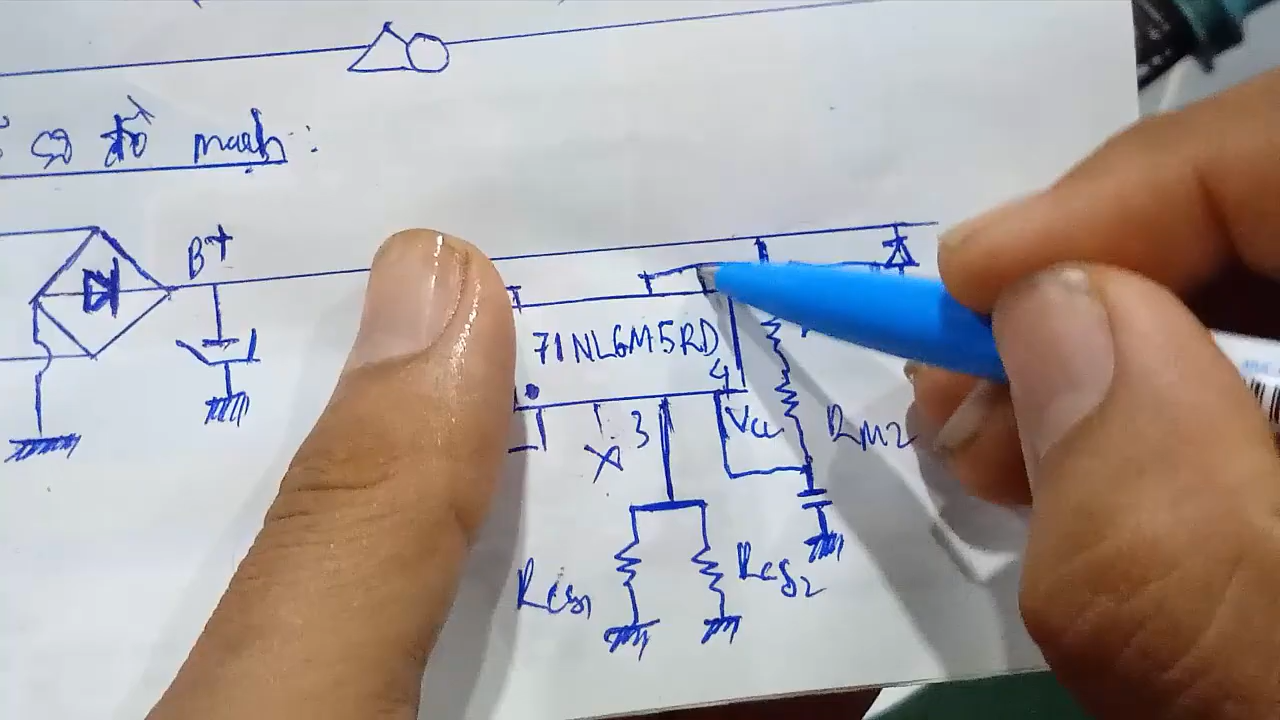 sơ đồ mạch:
B+
71NL6M5RD
4
3
X
Vcc
RM2
Rcs1
Rcs2